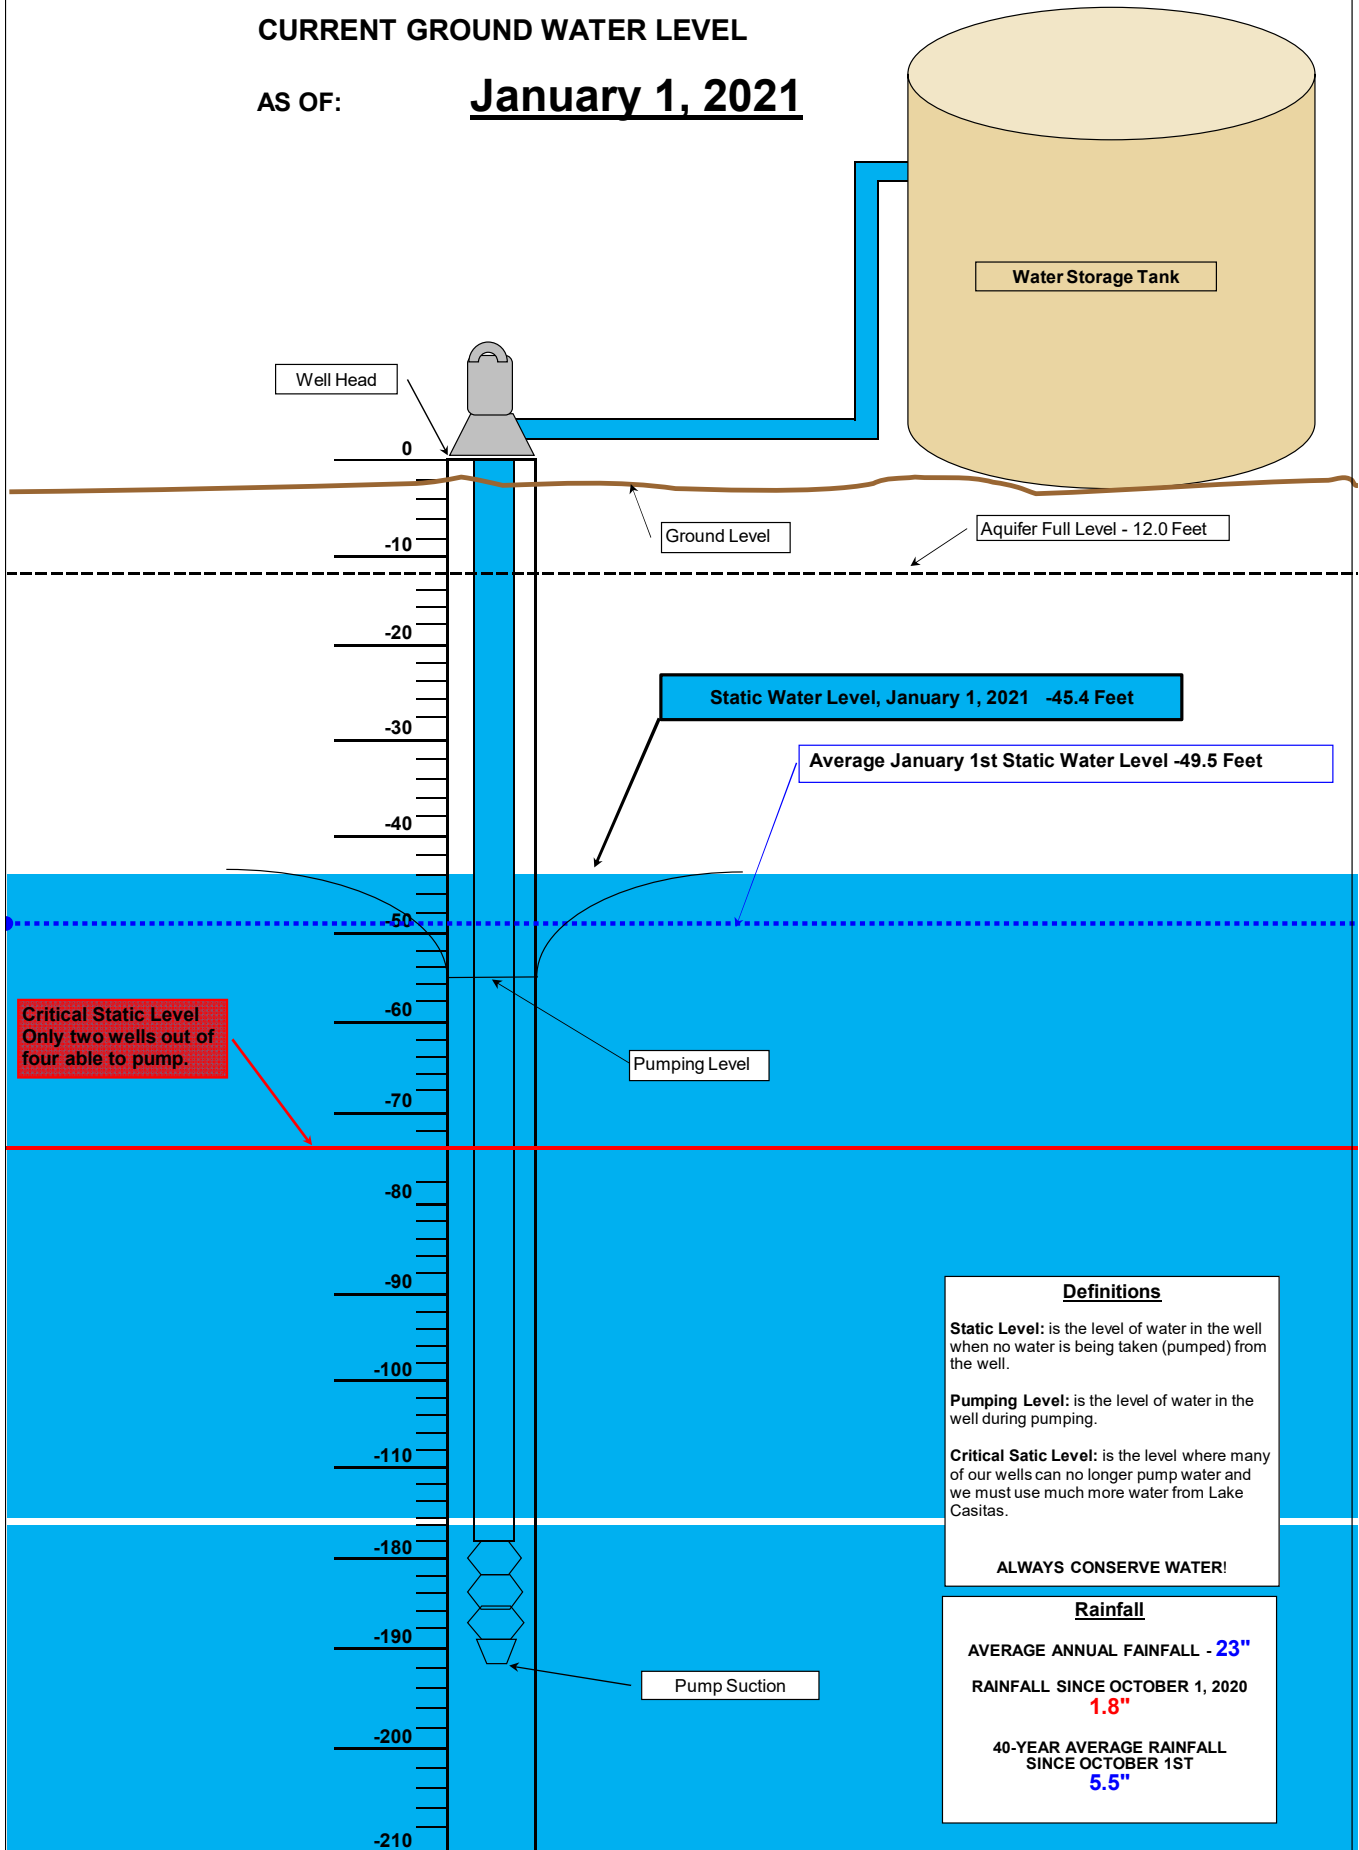 CURRENT GROUND WATER LEVEL
AS OF: January 1, 2021
Water Storage Tank
Well Head
0
Ground Level
Aquifer Full Level - 12.0 Feet
-10
-20
Static Water Level, January 1, 2021 -45.4 Feet
-30
Average January 1st Static Water Level -49.5 Feet
-40
-50
Critical Static Level
Only two wells out of
four able to pump.
-60
Pumping Level
-70
-80
-90
-100
-110
-180
-190
Pump Suction
-200
-210
Definitions
Static Level: is the level of water in the well
when no water is being taken (pumped) from
the well.
Pumping Level: is the level of water in the
well during pumping.
Critical Satic Level: is the level where many
of our wells can no longer pump water and
we must use much more water from Lake
Casitas.
ALWAYS CONSERVE WATER!
Rainfall
AVERAGE ANNUAL FAINFALL - 23"
RAINFALL SINCE OCTOBER 1, 2020
1.8"
40-YEAR AVERAGE RAINFALL
SINCE OCTOBER 1ST
5.5"